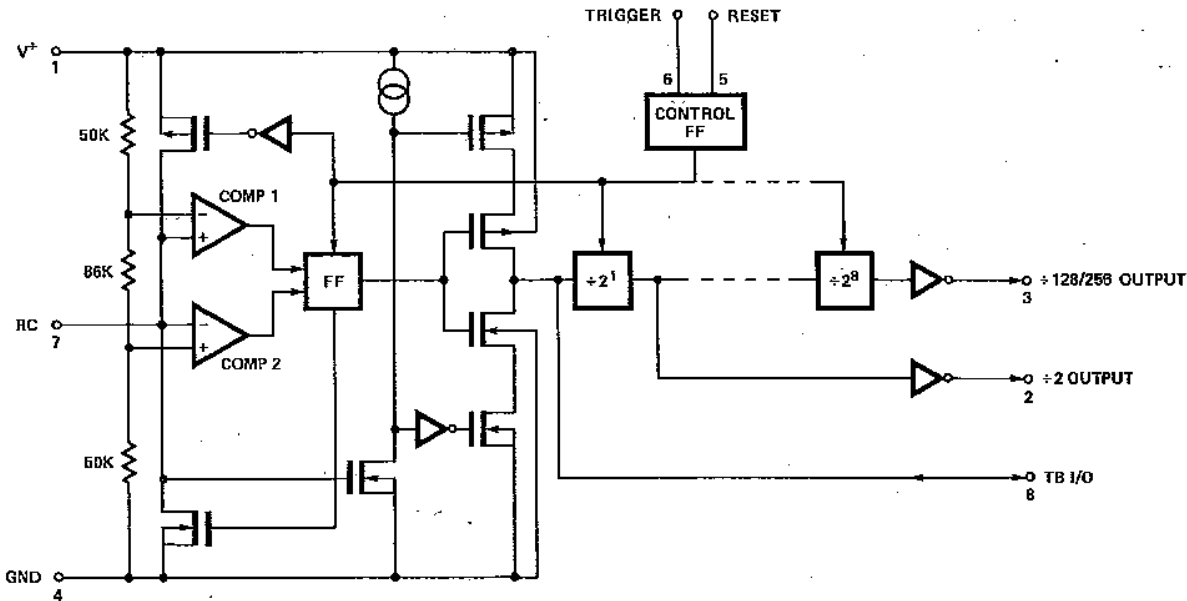 TRIGGER
RESET
V+
1
6
5
CONTROL
FF
50K
COMP 1
86K
FF
÷2¹
÷2⁸
÷128/256 OUTPUT
3
RC
7
COMP 2
÷2 OUTPUT
2
50K
TB I/O
8
GND
4